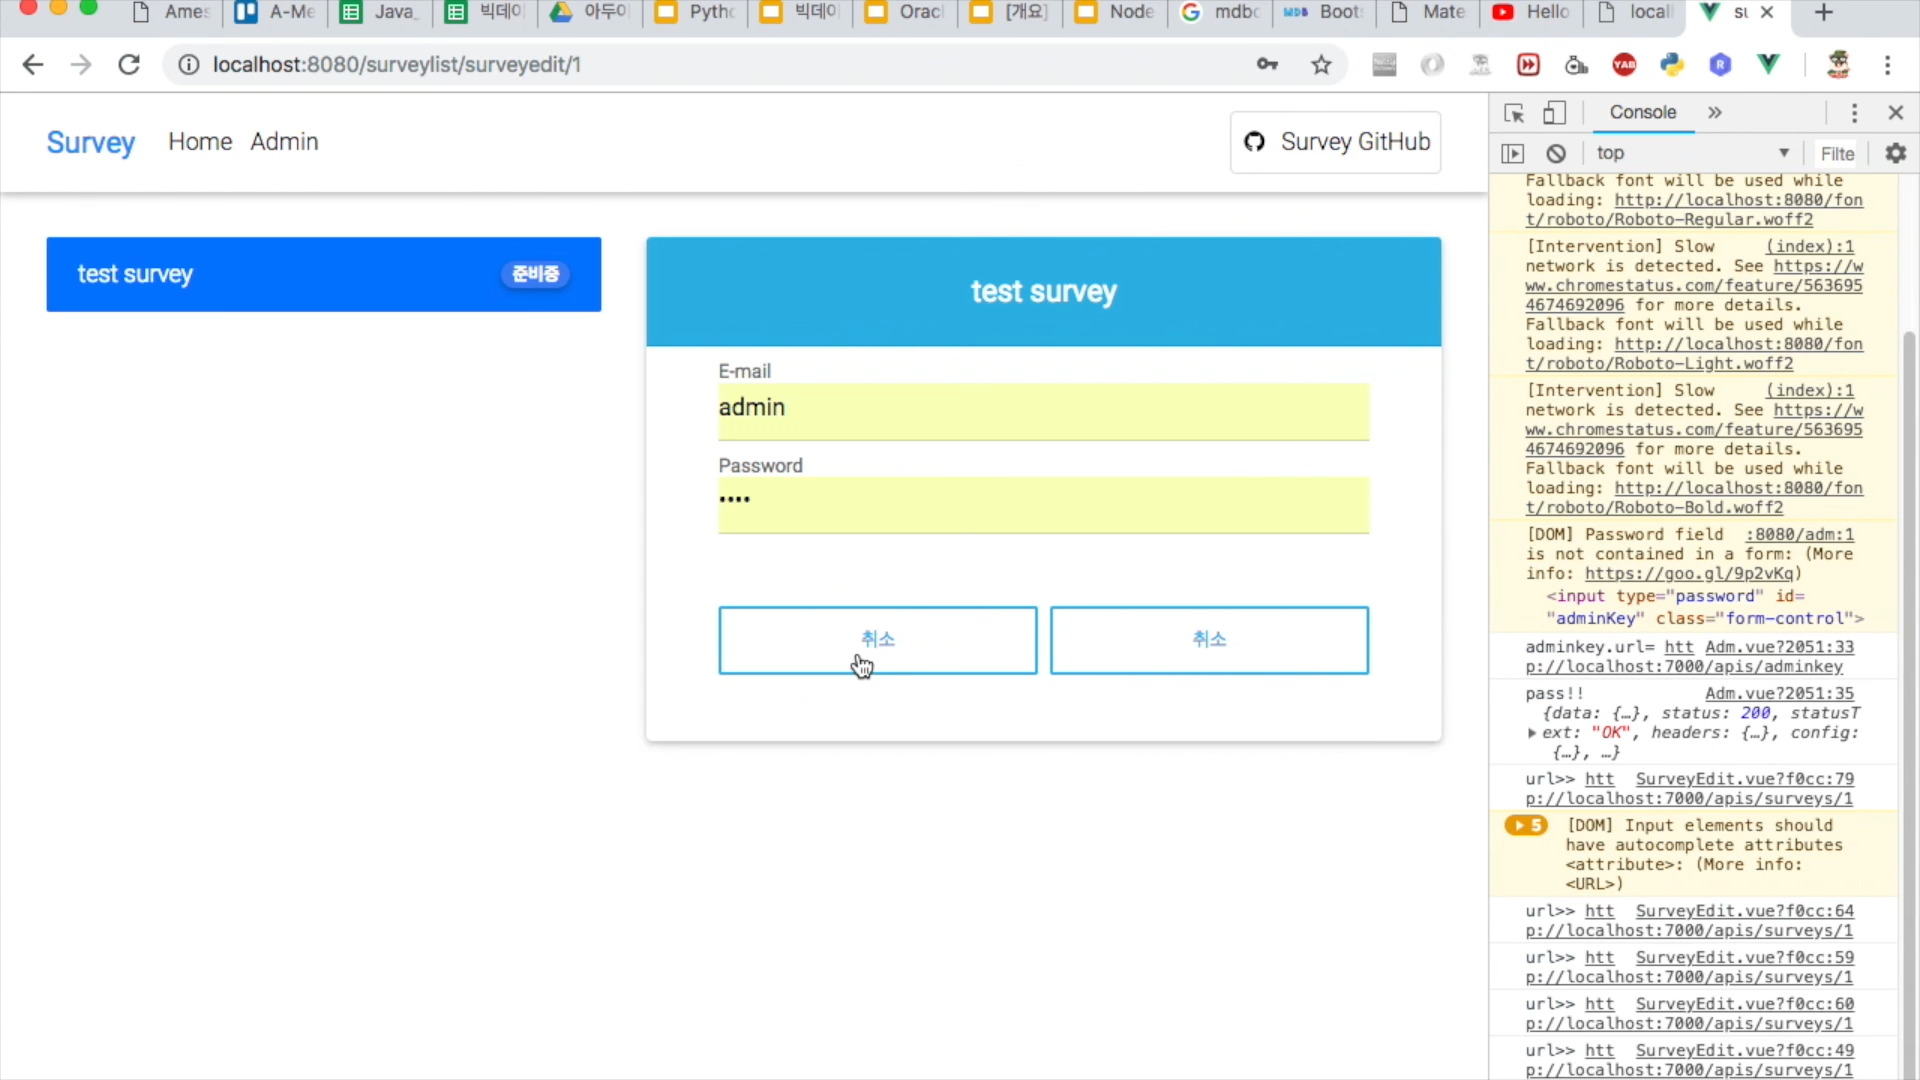 Ames
A-Me
Java_
빅데이
아두이
Pytho
빅데이
Oracl
[개요]
Node
mdbo
Boots
Mate
Hello
locall
su
localhost:8080/surveylist/surveyedit/1
Survey Home Admin
Survey GitHub
test survey 준비중
test survey
E-mail
admin
Password
••••
취소 취소
Console
top
Filte
Fallback font will be used while
loading: http://localhost:8080/fon
t/roboto/Roboto-Regular.woff2
[Intervention] Slow (index):1
network is detected. See https://w
ww.chromestatus.com/feature/563695
4674692096 for more details.
Fallback font will be used while
loading: http://localhost:8080/fon
t/roboto/Roboto-Light.woff2
[Intervention] Slow (index):1
network is detected. See https://w
ww.chromestatus.com/feature/563695
4674692096 for more details.
Fallback font will be used while
loading: http://localhost:8080/fon
t/roboto/Roboto-Bold.woff2
[DOM] Password field :8080/adm:1
is not contained in a form: (More
info: https://goo.gl/9p2vKq)
<input type="password" id=
"adminKey" class="form-control">
adminkey.url= htt Adm.vue?2051:33
p://localhost:7000/apis/adminkey
pass!! Adm.vue?2051:35
{data: {…}, status: 200, statusT
ext: "OK", headers: {…}, config:
{…}, …}
url>> htt SurveyEdit.vue?f0cc:79
p://localhost:7000/apis/surveys/1
5 [DOM] Input elements should
have autocomplete attributes
<attribute>: (More info:
<URL>)
url>> htt SurveyEdit.vue?f0cc:64
p://localhost:7000/apis/surveys/1
url>> htt SurveyEdit.vue?f0cc:59
p://localhost:7000/apis/surveys/1
url>> htt SurveyEdit.vue?f0cc:60
p://localhost:7000/apis/surveys/1
url>> htt SurveyEdit.vue?f0cc:49
p://localhost:7000/apis/surveys/1